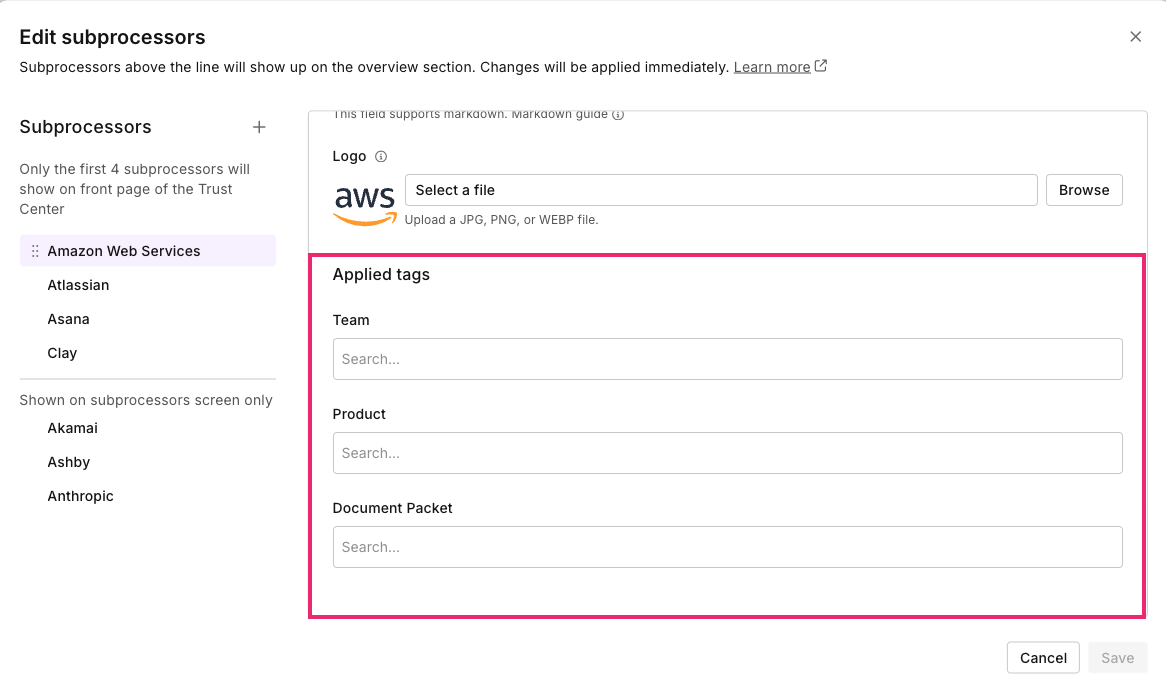 Edit subprocessors
Subprocessors above the line will show up on the overview section. Changes will be applied immediately. Learn more
Subprocessors
Only the first 4 subprocessors will
show on front page of the Trust
Center
Amazon Web Services
Atlassian
Asana
Clay
Shown on subprocessors screen only
Akamai
Ashby
Anthropic
This field supports markdown. Markdown guide
Logo
aws
Select a file
Browse
Upload a JPG, PNG, or WEBP file.
Applied tags
Team
Search...
Product
Search...
Document Packet
Search...
Cancel
Save